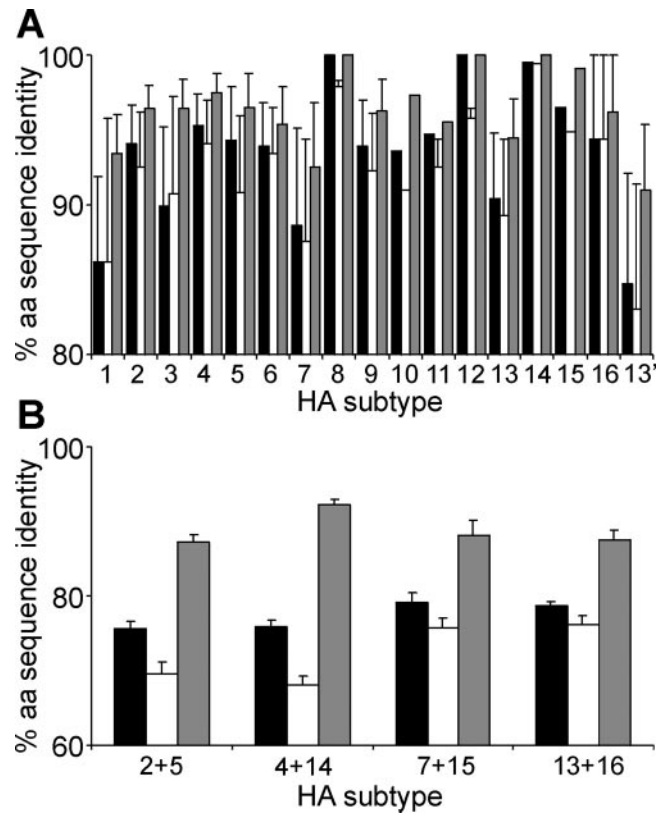 A
100
90
80
% aa sequence identity
1 2 3 4 5 6 7 8 9 10 11 12 13 14 15 16 13'
HA subtype
B
100
80
60
% aa sequence identity
2+5 4+14 7+15 13+16
HA subtype